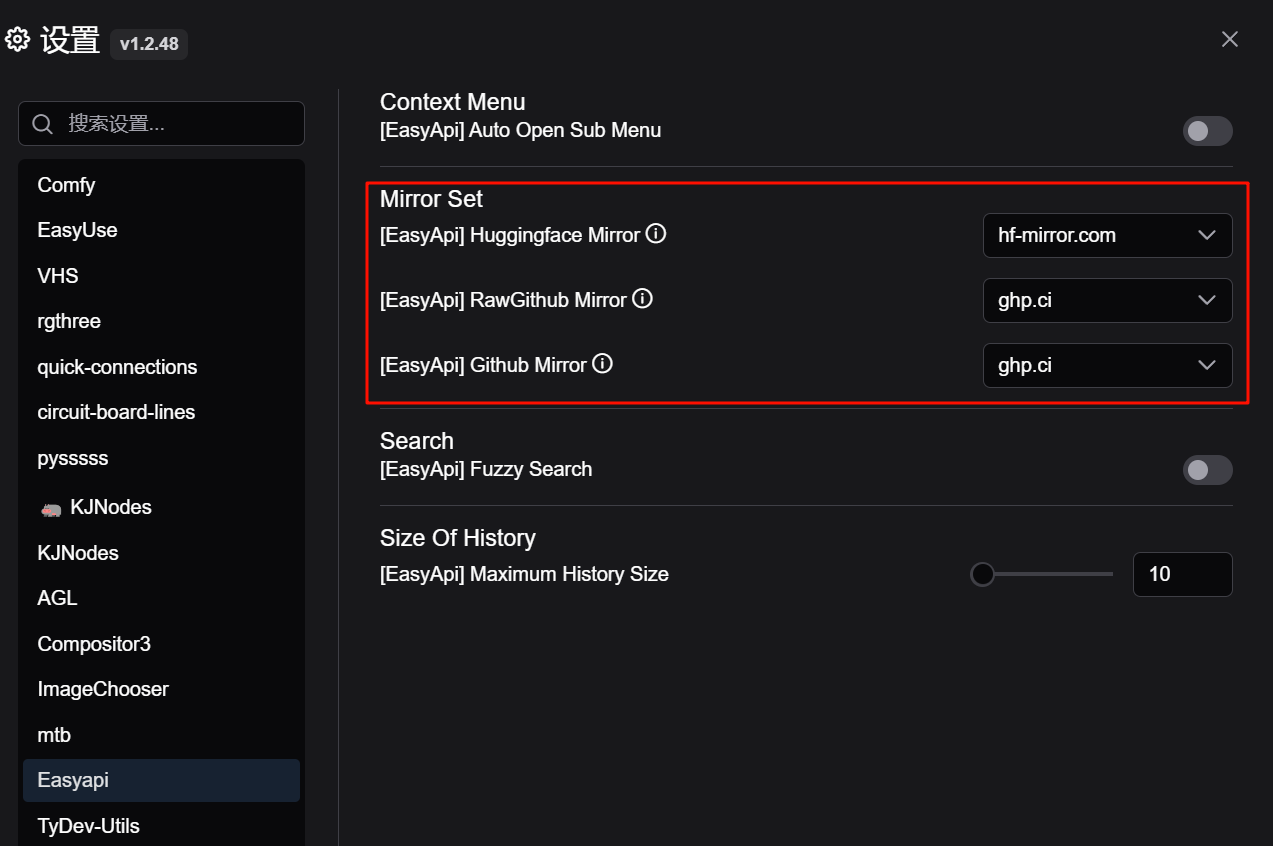 设置 v1.2.48
搜索设置...
Comfy
EasyUse
VHS
rgthree
quick-connections
circuit-board-lines
pysssss
KJNodes
KJNodes
AGL
Compositor3
ImageChooser
mtb
Easyapi
TyDev-Utils
Context Menu
[EasyApi] Auto Open Sub Menu
Mirror Set
[EasyApi] Huggingface Mirror hf-mirror.com
[EasyApi] RawGithub Mirror ghp.ci
[EasyApi] Github Mirror ghp.ci
Search
[EasyApi] Fuzzy Search
Size Of History
[EasyApi] Maximum History Size 10